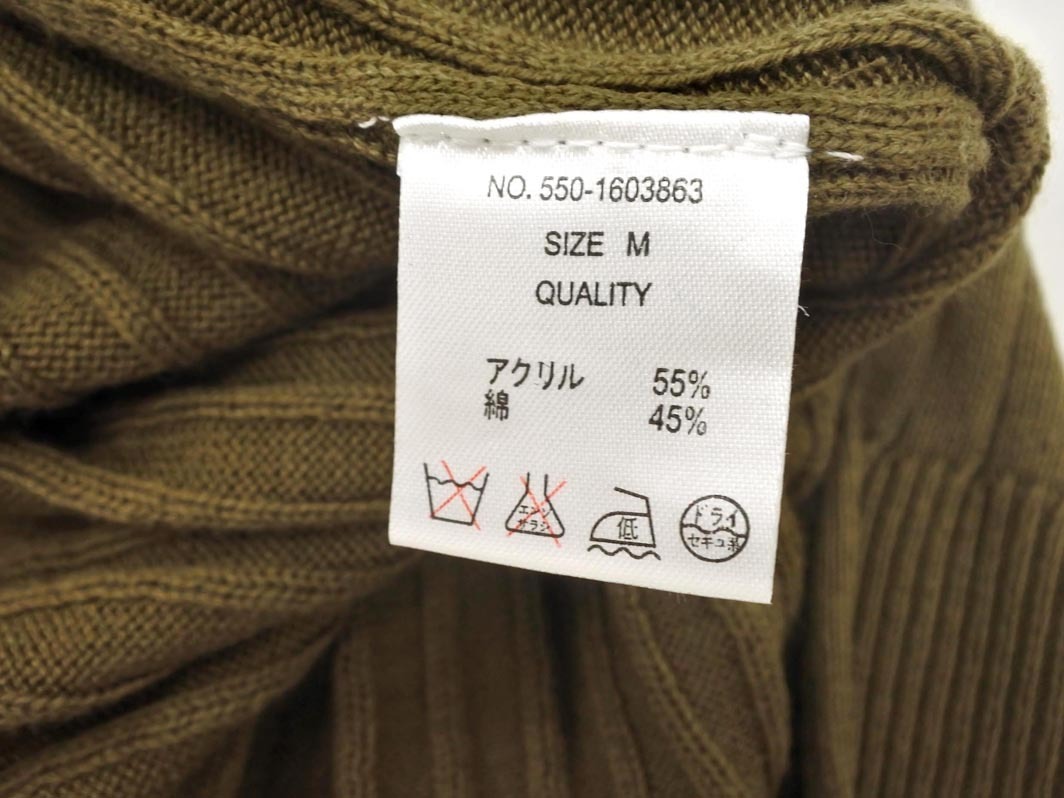 NO. 550-1603863
SIZE M
QUALITY
アクリル 55%
綿 45%
エンソ
サラシ
低
ドライ
セキユ系